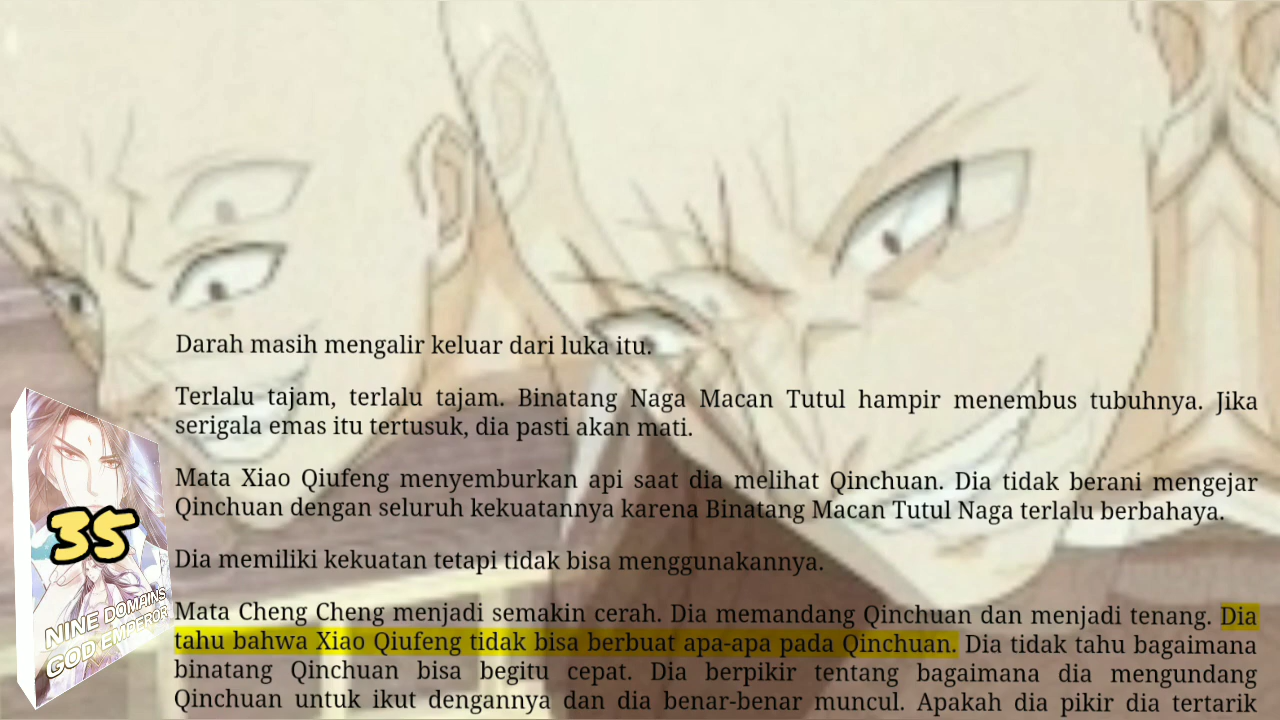 Darah masih mengalir keluar dari luka itu.
Terlalu tajam, terlalu tajam. Binatang Naga Macan Tutul hampir menembus tubuhnya. Jika
serigala emas itu tertusuk, dia pasti akan mati.
Mata Xiao Qiufeng menyemburkan api saat dia melihat Qinchuan. Dia tidak berani mengejar
Qinchuan dengan seluruh kekuatannya karena Binatang Macan Tutul Naga terlalu berbahaya.
Dia memiliki kekuatan tetapi tidak bisa menggunakannya.
Mata Cheng Cheng menjadi semakin cerah. Dia memandang Qinchuan dan menjadi tenang. Dia
tahu bahwa Xiao Qiufeng tidak bisa berbuat apa-apa pada Qinchuan. Dia tidak tahu bagaimana
binatang Qinchuan bisa begitu cepat. Dia berpikir tentang bagaimana dia mengundang
Qinchuan untuk ikut dengannya dan dia benar-benar muncul. Apakah dia pikir dia tertarik
35
NINE DOMAINS
GOD EMPEROR